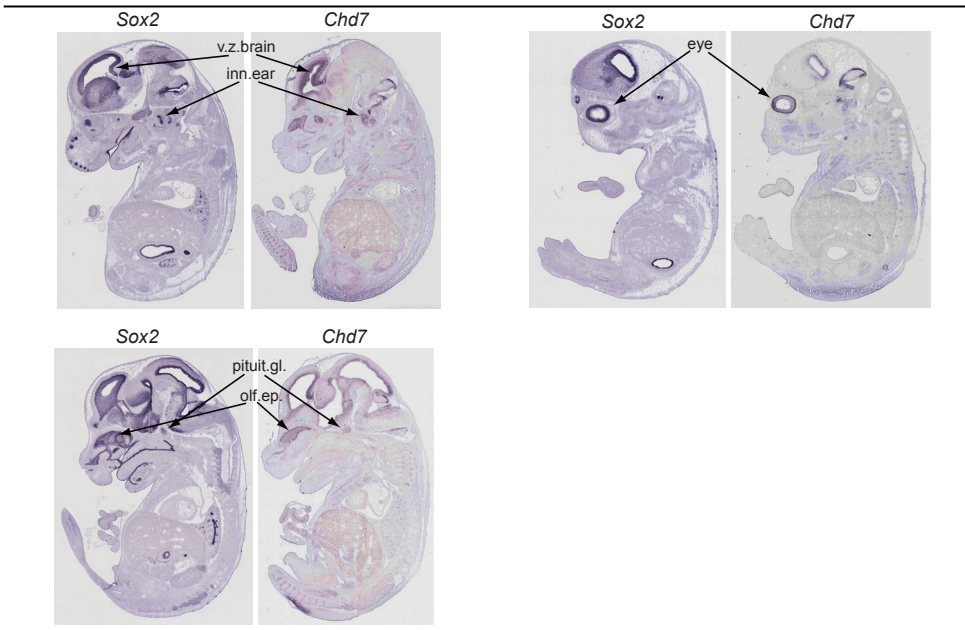 Sox2 Chd7
v.z.brain
inn.ear
Sox2 Chd7
eye
Sox2 Chd7
pituit.gl.
olf.ep.